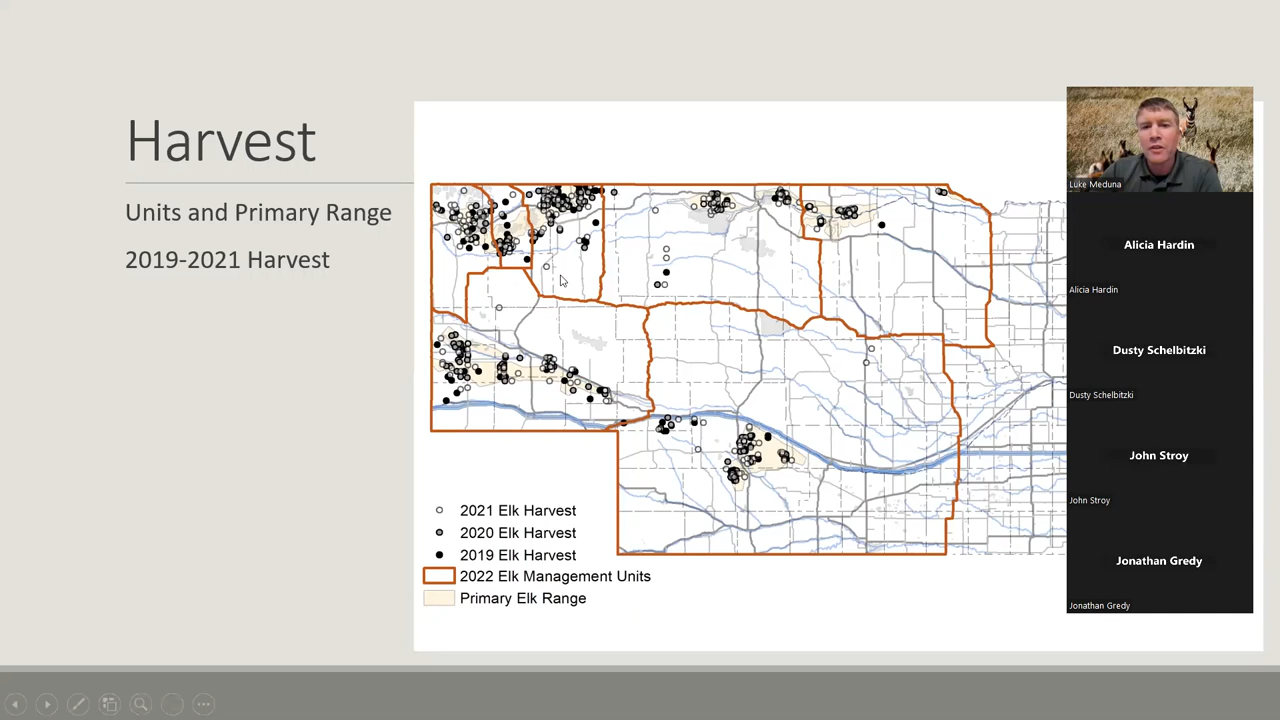 Harvest
Units and Primary Range
2019-2021 Harvest
2021 Elk Harvest
2020 Elk Harvest
2019 Elk Harvest
2022 Elk Management Units
Primary Elk Range
Luke Meduna
Alicia Hardin
Alicia Hardin
Dusty Schelbitzki
Dusty Schelbitzki
John Stroy
John Stroy
Jonathan Gredy
Jonathan Gredy